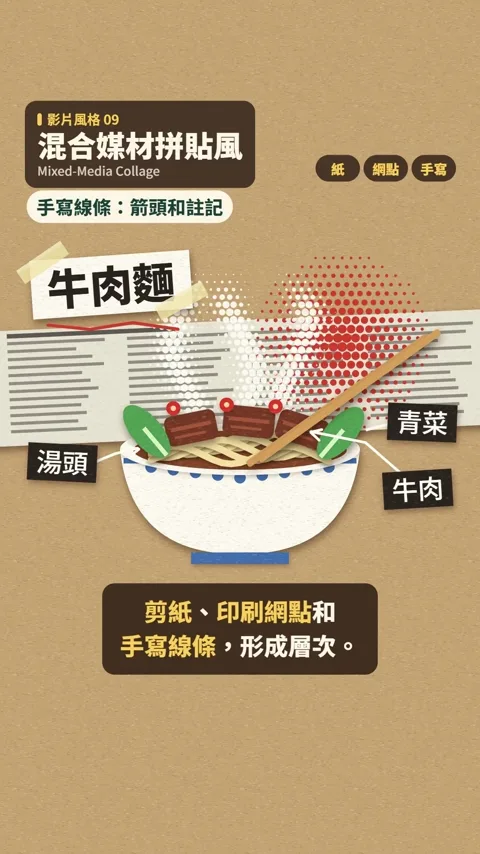 影片風格 09
混合媒材拼貼風
Mixed-Media Collage
紙
網點
手寫
手寫線條：箭頭和註記
牛肉麵
青菜
湯頭
牛肉
剪紙、印刷網點和
手寫線條，形成層次。